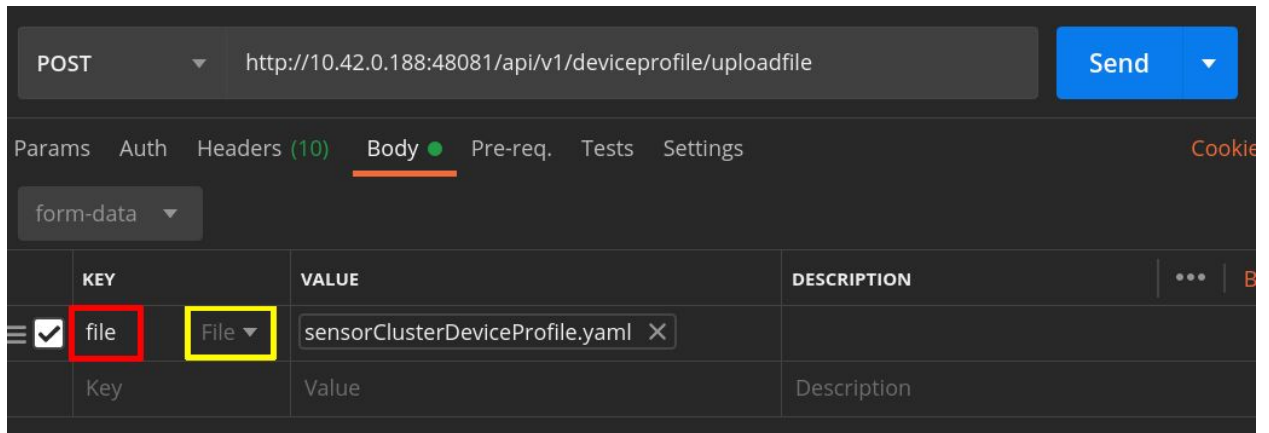 POST http://10.42.0.188:48081/api/v1/deviceprofile/uploadfile Send
Params Auth Headers (10) Body Pre-req. Tests Settings Cookie
form-data
KEY VALUE DESCRIPTION ••• B
file File sensorClusterDeviceProfile.yaml
Key Value Description